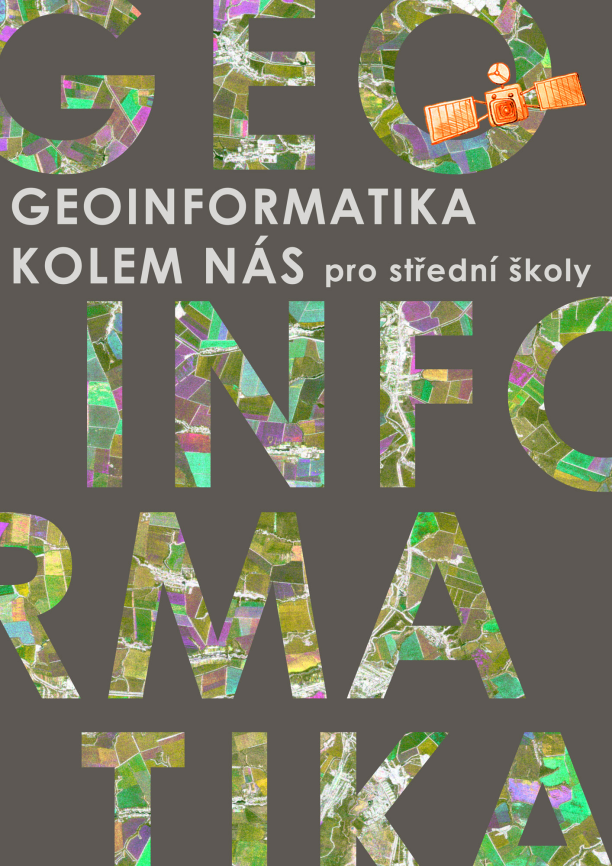 GEO
GEOINFORMATIKA
KOLEM NÁS pro střední školy
INFO
RMA
TIKA